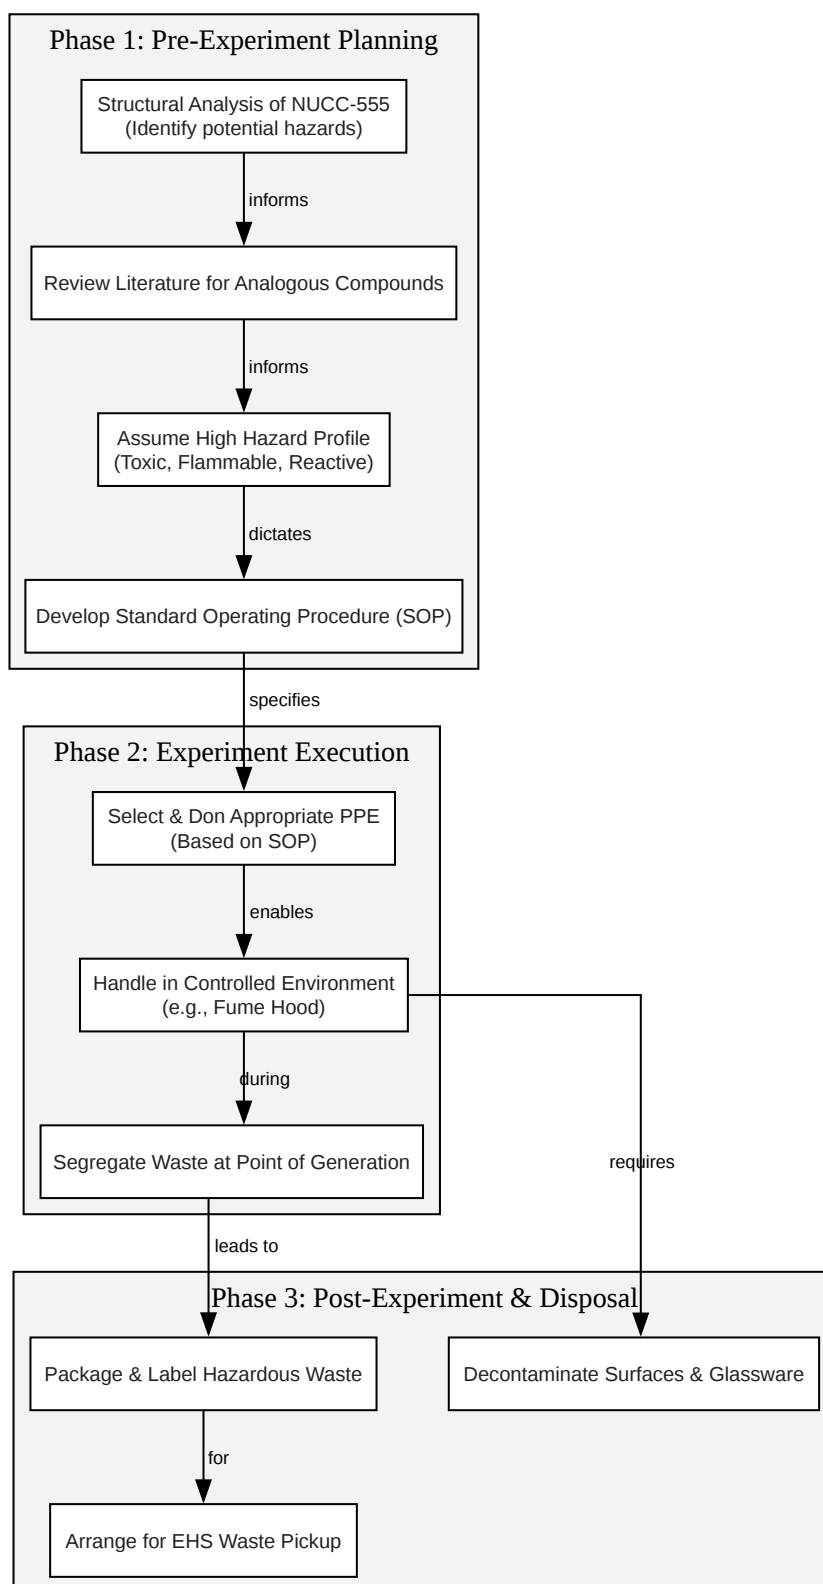 Phase 1: Pre-Experiment Planning
Structural Analysis of NUCC-555
(Identify potential hazards)
informs
Review Literature for Analogous Compounds
informs
Assume High Hazard Profile
(Toxic, Flammable, Reactive)
dictates
Develop Standard Operating Procedure (SOP)
specifies
Phase 2: Experiment Execution
Select & Don Appropriate PPE
(Based on SOP)
enables
Handle in Controlled Environment
(e.g., Fume Hood)
during
Segregate Waste at Point of Generation
requires
leads to
Phase 3: Post-Experiment & Disposal
Package & Label Hazardous Waste
Decontaminate Surfaces & Glassware
for
Arrange for EHS Waste Pickup